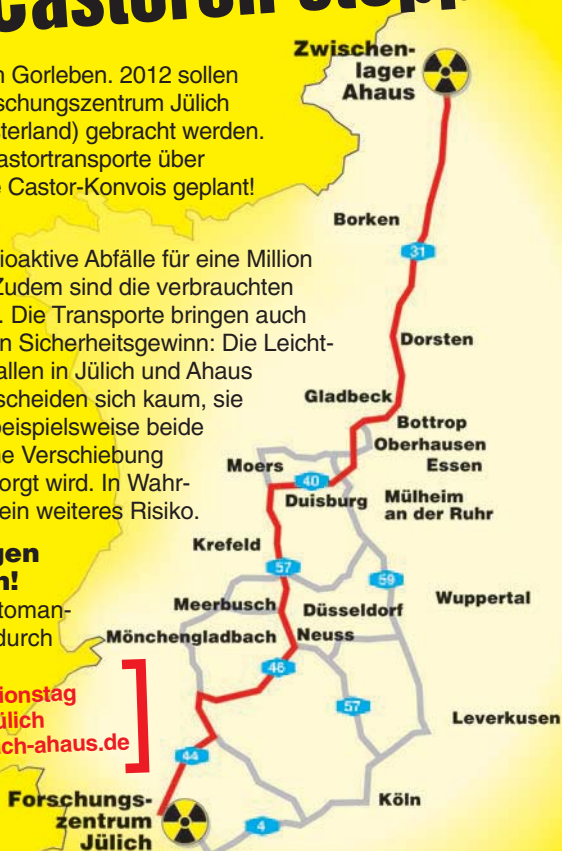 Castoren stopp
Gorleben. 2012 sollen
schungszentrum Jülich
sterland) gebracht werden.
astortransporte über
Castor-Konvois geplant!
ioaktive Abfälle für eine Million
Zudem sind die verbrauchten
. Die Transporte bringen auch
n Sicherheitsgewinn: Die Leicht-
allen in Jülich und Ahaus
scheiden sich kaum, sie
beispielsweise beide
ne Verschiebung
orgt wird. In Wahr-
ein weiteres Risiko.
gen
n!
toman-
durch
ionstag
ülich
ach-ahaus.de
Zwischen-
lager
Ahaus
Borken
31
Dorsten
Gladbeck
Bottrop
Oberhausen
Essen
Moers
40
Duisburg
Mülheim
an der Ruhr
Krefeld
57
59
Wuppertal
Meerbusch
Düsseldorf
Mönchengladbach
Neuss
46
57
Leverkusen
44
Köln
Forschungs-
zentrum
Jülich
4